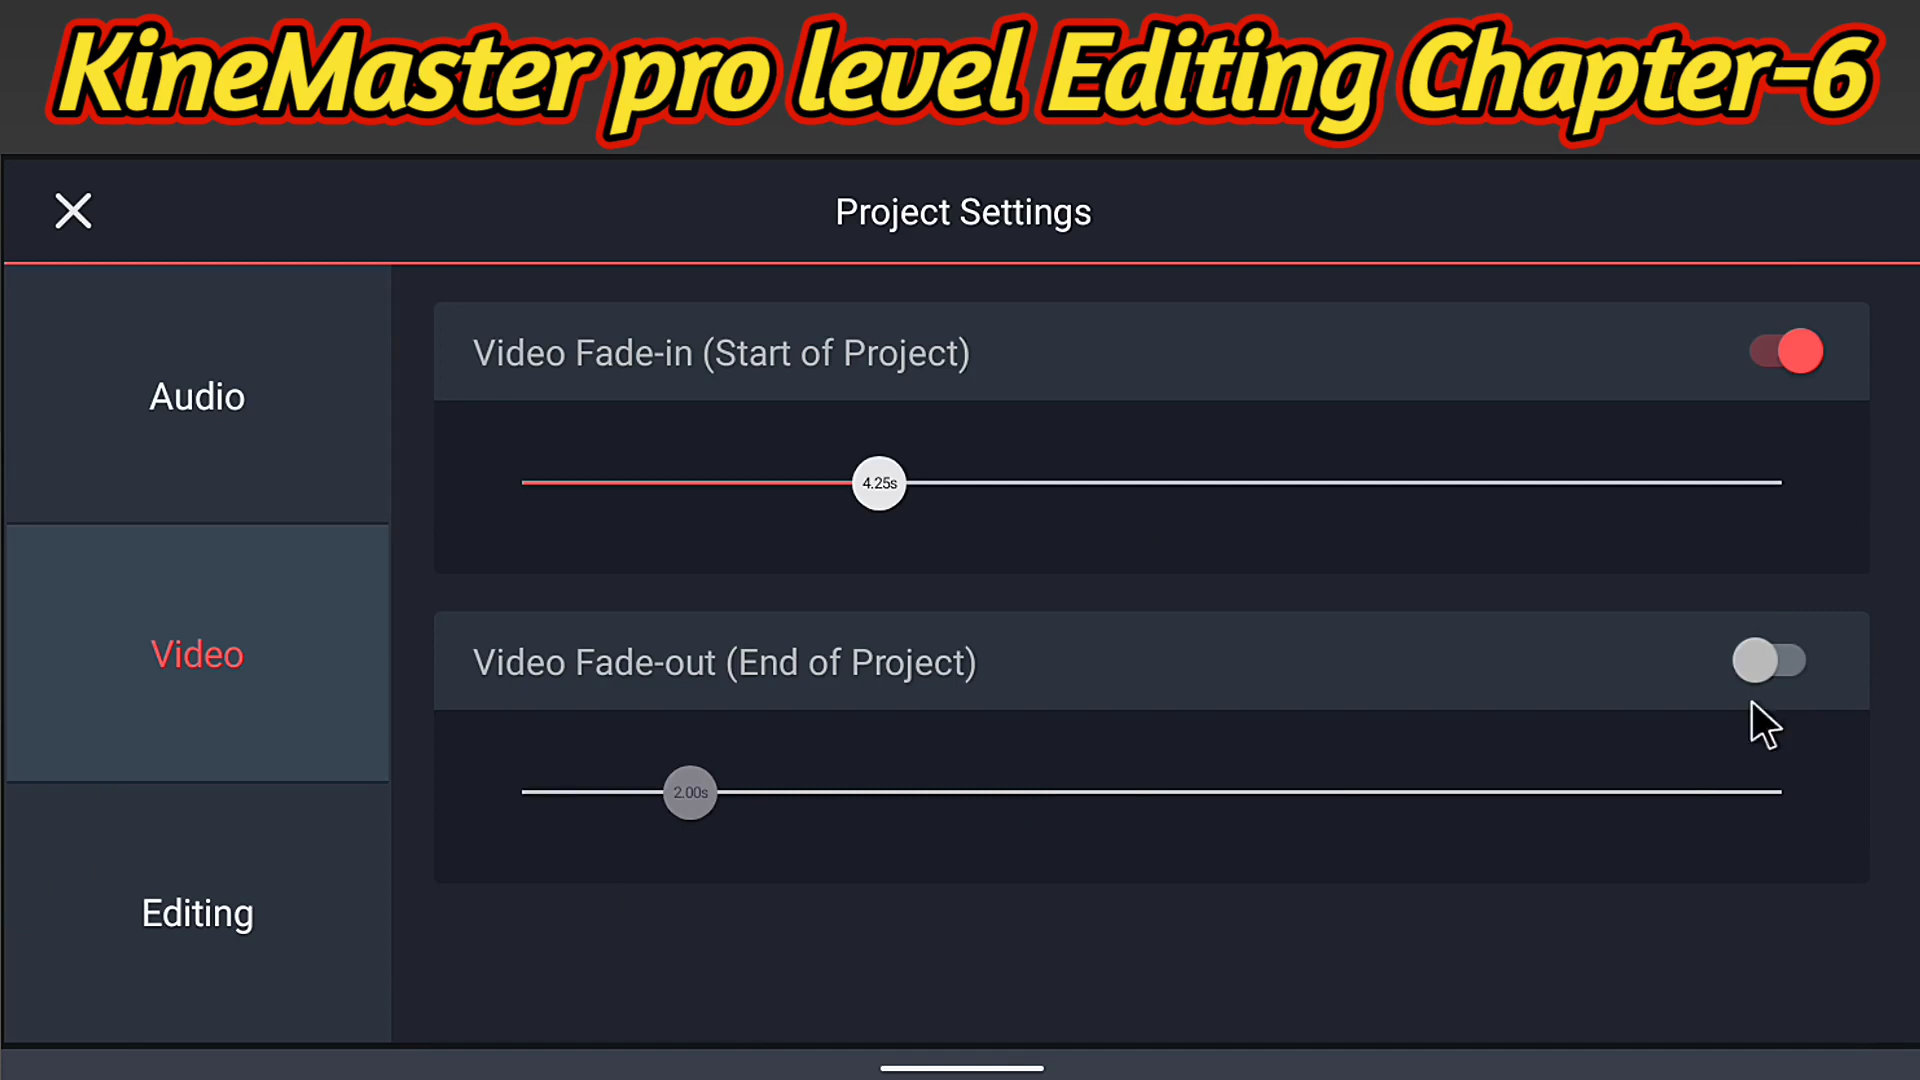 KineMaster pro level Editing Chapter-6
Project Settings
Audio
Video
Editing
Video Fade-in (Start of Project)
4.25s
Video Fade-out (End of Project)
2.00s